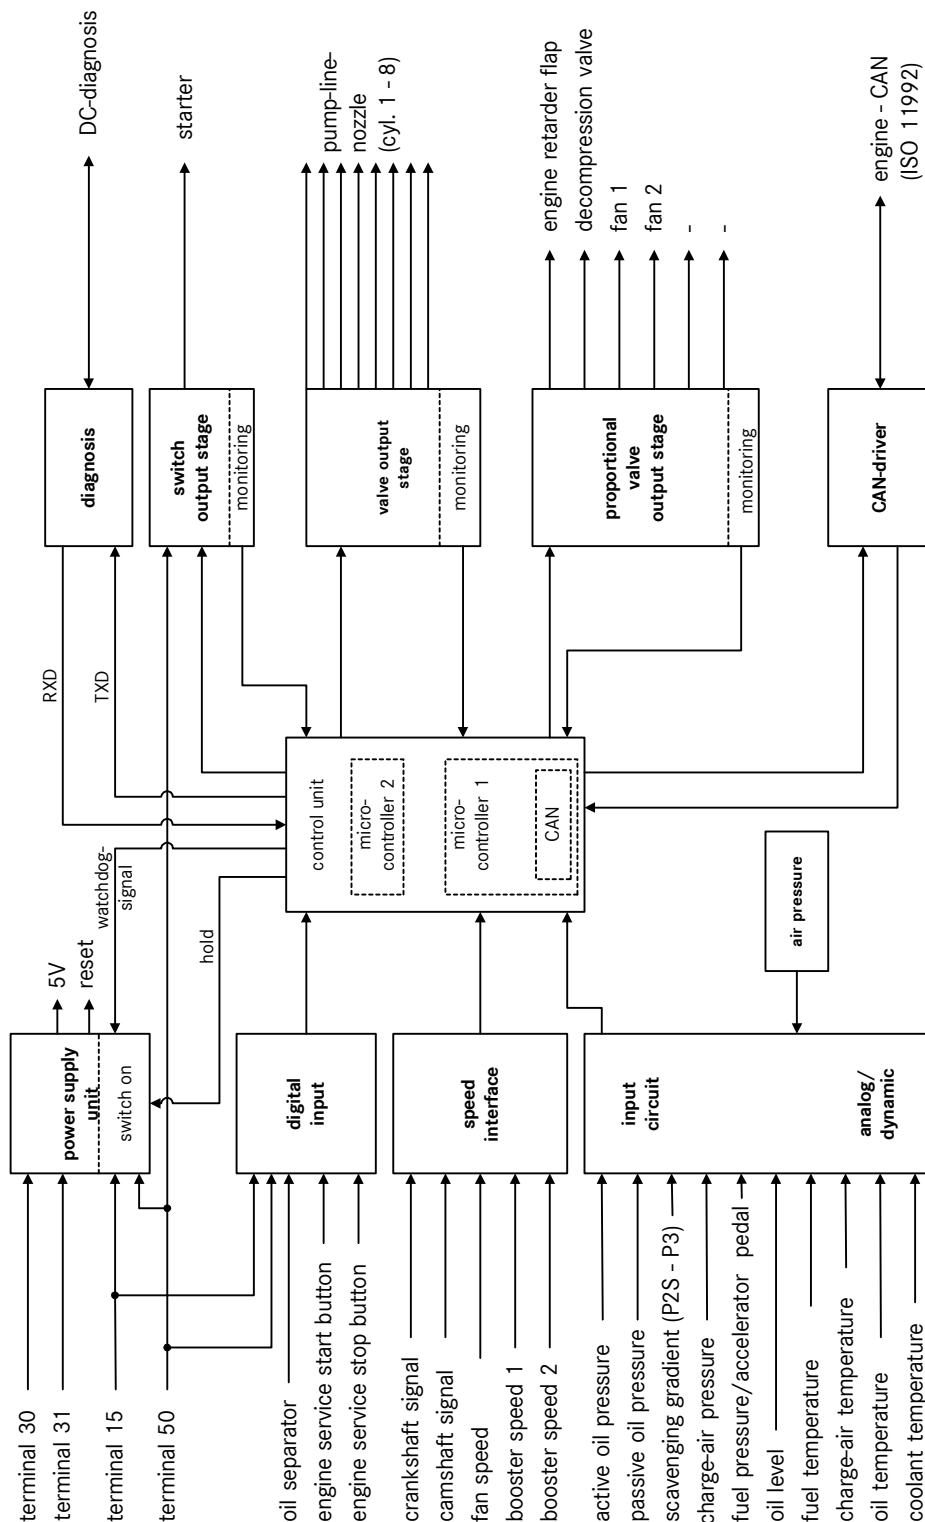 terminal 30
terminal 31
terminal 15
terminal 50
oil separator
engine service start button
engine service stop button
crankshaft signal
camshaft signal
fan speed
booster speed 1
booster speed 2
active oil pressure
passive oil pressure
scavenging gradient (P2S - P3)
charge-air pressure
fuel pressure/accelerator pedal
oil level
fuel temperature
charge-air temperature
oil temperature
coolant temperature
power supply
unit
switch on
digital
input
speed
interface
input
circuit
analog/
dynamic
5V
reset
watchdog-
signal
hold
air pressure
control unit
micro-
controller 2
micro-
controller 1
CAN
RXD
TXD
diagnosis
switch
output stage
monitoring
valve output
stage
monitoring
proportional
valve
output stage
monitoring
CAN-driver
DC-diagnosis
starter
pump-line-
nozzle
(cyl. 1 - 8)
engine retarder flap
decompression valve
fan 1
fan 2
-
-
engine - CAN
(ISO 11992)